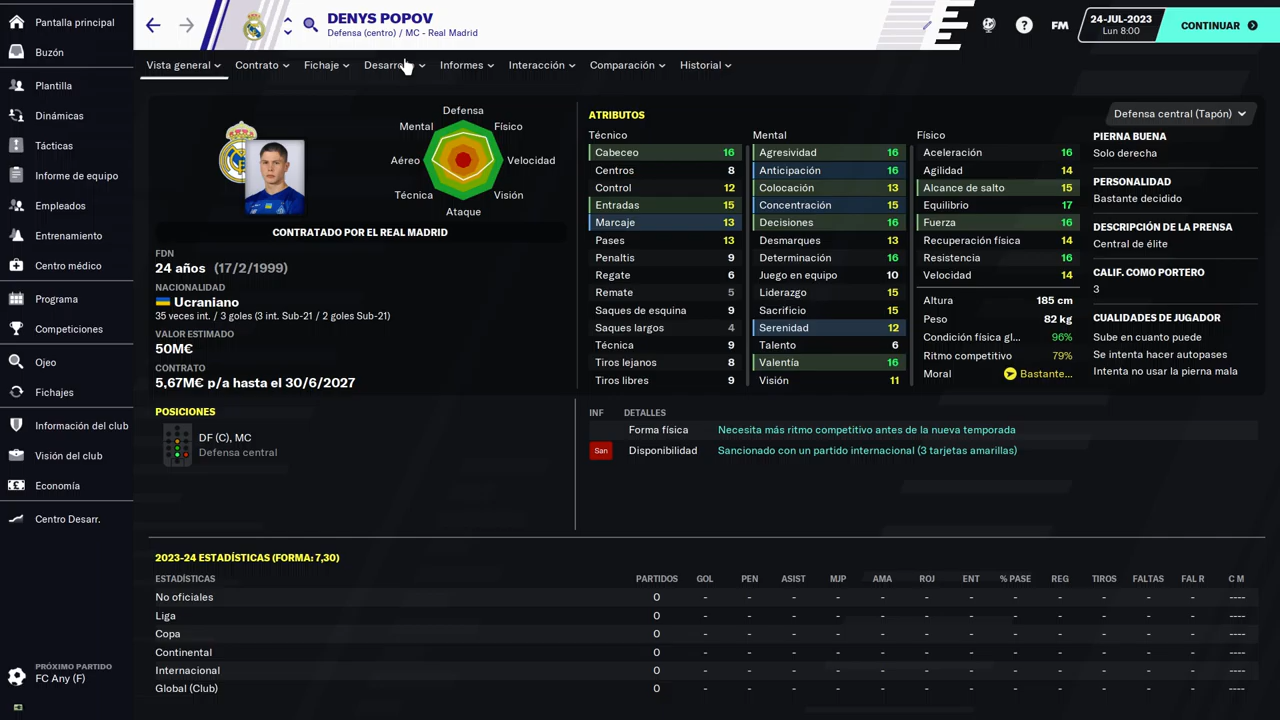 Pantalla principal
Buzón
Plantilla
Dinámicas
Tácticas
Informe de equipo
Empleados
Entrenamiento
Centro médico
Programa
Competiciones
Ojeo
Fichajes
Información del club
Visión del club
Economía
Centro Desarr.
PRÓXIMO PARTIDO
FC Any (F)
DENYS POPOV
Defensa (centro) / MC - Real Madrid
FM
24-JUL-2023
Lun 8:00
CONTINUAR
Vista general
Contrato
Fichaje
Informes
Interacción
Comparación
Historial
Defensa
Mental
Físico
Aéreo
Velocidad
Técnica
Visión
Ataque
CONTRATADO POR EL REAL MADRID
FDN
24 años (17/2/1999)
NACIONALIDAD
Ucraniano
35 veces int. / 3 goles (3 int. Sub-21 / 2 goles Sub-21)
VALOR ESTIMADO
50M€
CONTRATO
5,67M€ p/a hasta el 30/6/2027
ATRIBUTOS
Técnico
Cabeceo 16
Centros 8
Control 12
Entradas 15
Marcaje 13
Pases 13
Penaltis 9
Regate 6
Remate 5
Saques de esquina 9
Saques largos 4
Técnica 9
Tiros lejanos 8
Tiros libres 9
Mental
Agresividad 16
Anticipación 16
Colocación 13
Concentración 15
Decisiones 16
Desmarques 13
Determinación 16
Juego en equipo 10
Liderazgo 15
Sacrificio 15
Serenidad 12
Talento 6
Valentía 16
Visión 11
Físico
Aceleración 16
Agilidad 14
Alcance de salto 15
Equilibrio 17
Fuerza 16
Recuperación física 14
Resistencia 16
Velocidad 14
Altura 185 cm
Peso 82 kg
Condición física gl... 96%
Ritmo competitivo 79%
Moral Bastante...
Defensa central (Tapón)
PIERNA BUENA
Solo derecha
PERSONALIDAD
Bastante decidido
DESCRIPCIÓN DE LA PRENSA
Central de élite
CALIF. COMO PORTERO
3
CUALIDADES DE JUGADOR
Sube en cuanto puede
Se intenta hacer autopases
Intenta no usar la pierna mala
POSICIONES
DF (C), MC
Defensa central
INF DETALLES
Forma física Necesita más ritmo competitivo antes de la nueva temporada
San Disponibilidad Sancionado con un partido internacional (3 tarjetas amarillas)
2023-24 ESTADÍSTICAS (FORMA: 7,30)
ESTADÍSTICAS PARTIDOS GOL PEN ASIST MJP AMA ROJ ENT % PASE REG TIROS FALTAS FAL R C M
No oficiales 0 - - - - - - - - - - - - ----
Liga 0 - - - - - - - - - - - - ----
Copa 0 - - - - - - - - - - - - ----
Continental 0 - - - - - - - - - - - - ----
Internacional 0 - - - - - - - - - - - - ----
Global (Club) 0 - - - - - - - - - - - - ----